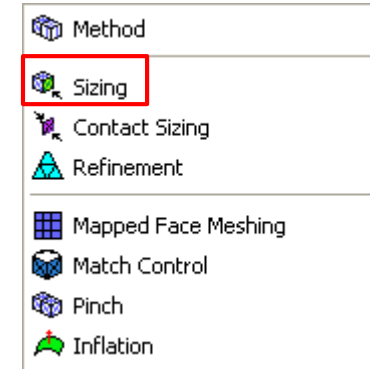 Method
Sizing
Contact Sizing
Refinement
Mapped Face Meshing
Match Control
Pinch
Inflation